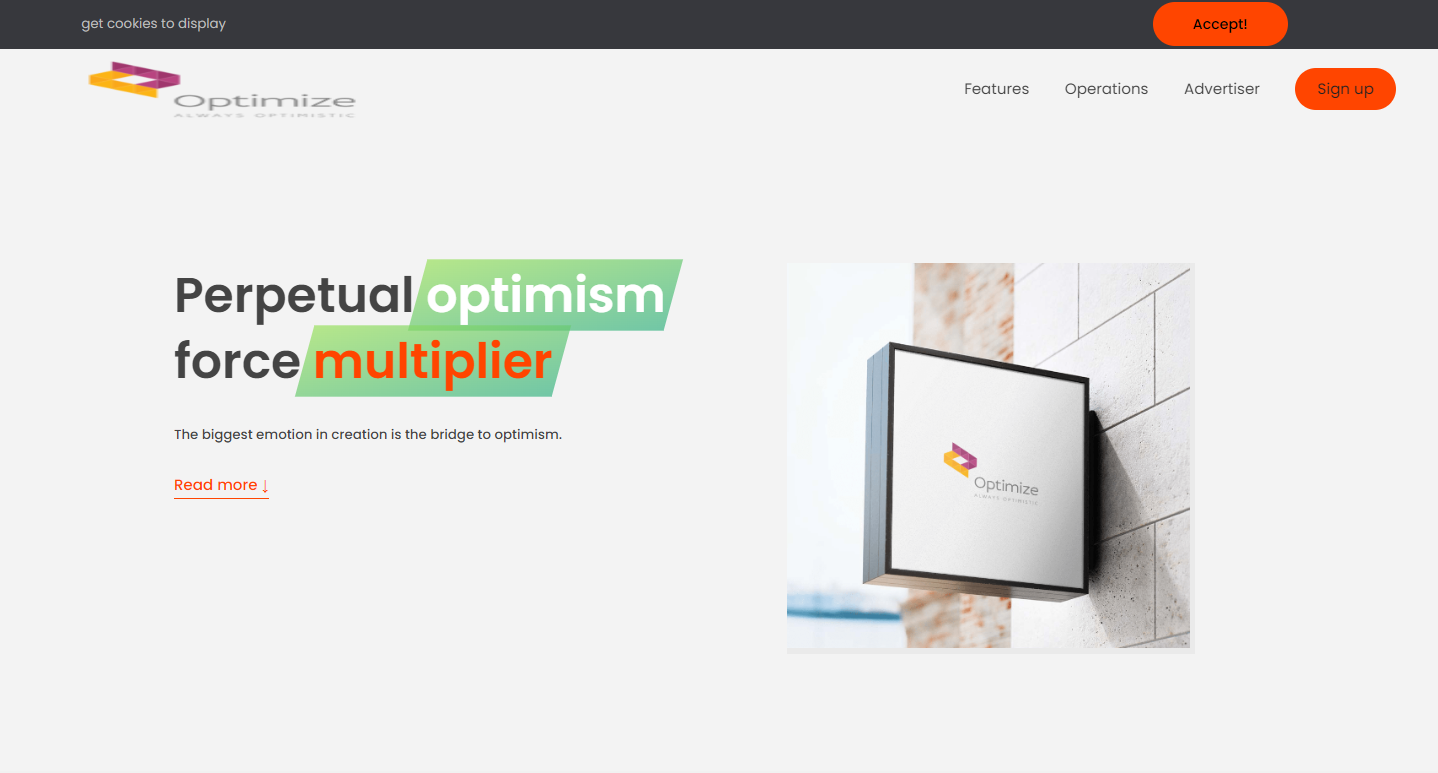 get cookies to display
Accept!
Optimize
ALWAYS OPTIMISTIC
Features
Operations
Advertiser
Sign up
Perpetual optimism
force multiplier
The biggest emotion in creation is the bridge to optimism.
Read more ↓
Optimize
ALWAYS OPTIMISTIC